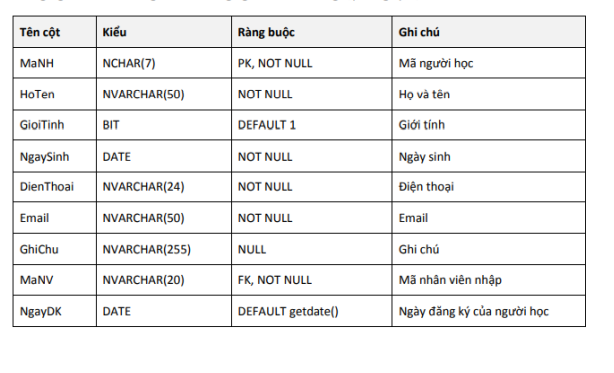 Tên cột Kiểu Ràng buộc Ghi chú
MaNH NCHAR(7) PK, NOT NULL Mã người học
HoTen NVARCHAR(50) NOT NULL Họ và tên
GioiTinh BIT DEFAULT 1 Giới tính
NgaySinh DATE NOT NULL Ngày sinh
DienThoai NVARCHAR(24) NOT NULL Điện thoại
Email NVARCHAR(50) NOT NULL Email
GhiChu NVARCHAR(255) NULL Ghi chú
MaNV NVARCHAR(20) FK, NOT NULL Mã nhân viên nhập
NgayDK DATE DEFAULT getdate() Ngày đăng ký của người học